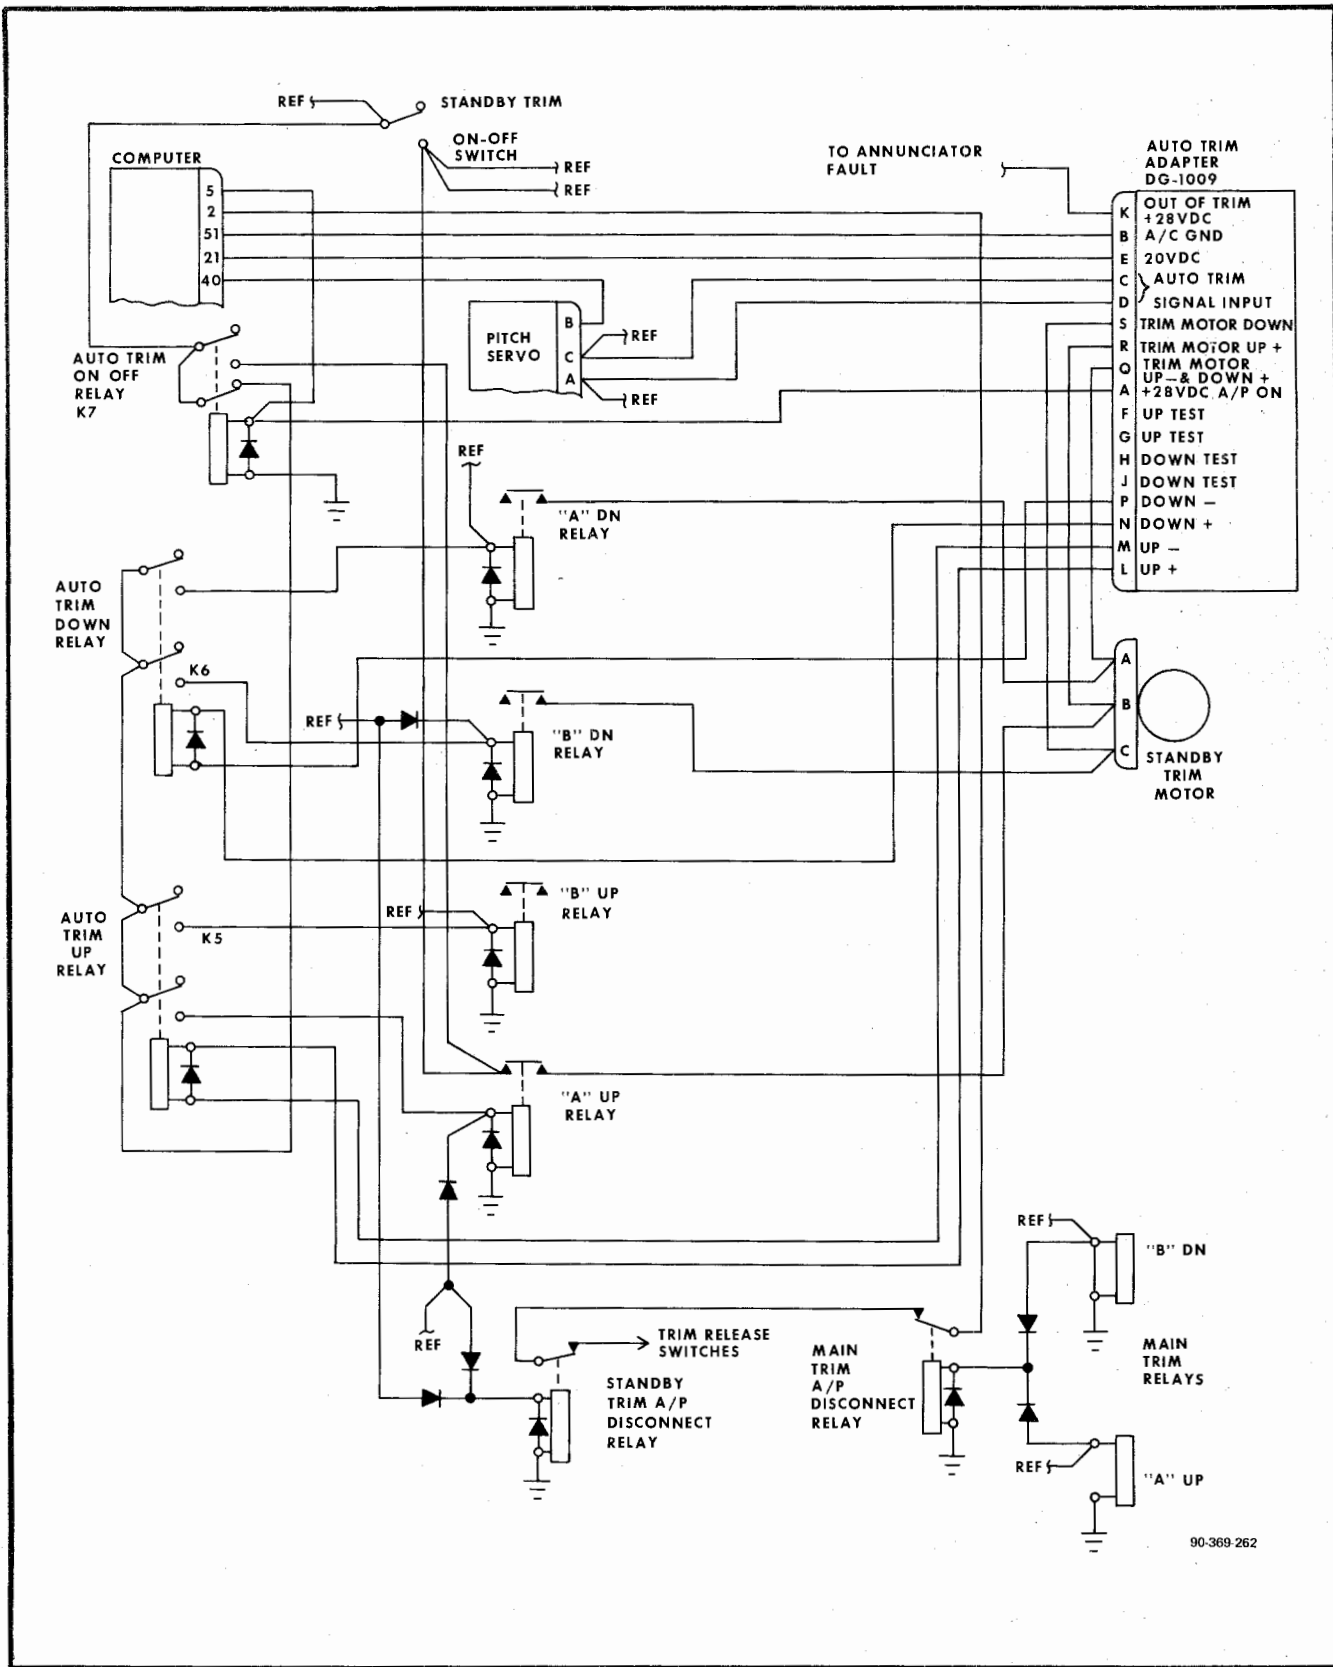 REF
STANDBY TRIM
ON-OFF
SWITCH
REF
REF
COMPUTER
5
2
51
21
40
TO ANNUNCIATOR
FAULT
AUTO TRIM
ADAPTER
DG-1009
K OUT OF TRIM
+28VDC
B A/C GND
E 20VDC
C AUTO TRIM
D SIGNAL INPUT
S TRIM MOTOR DOWN
R TRIM MOTOR UP +
Q TRIM MOTOR
UP-& DOWN +
A +28VDC A/P ON
F UP TEST
G UP TEST
H DOWN TEST
J DOWN TEST
P DOWN -
N DOWN +
M UP -
L UP +
PITCH
SERVO
B
C
A
REF
REF
AUTO TRIM
ON OFF
RELAY
K7
REF
"A" DN
RELAY
AUTO
TRIM
DOWN
RELAY
K6
REF
"B" DN
RELAY
A
B
C
STANDBY
TRIM
MOTOR
AUTO
TRIM
UP
RELAY
K5
REF
"B" UP
RELAY
"A" UP
RELAY
REF
TRIM RELEASE
SWITCHES
STANDBY
TRIM A/P
DISCONNECT
RELAY
MAIN
TRIM
A/P
DISCONNECT
RELAY
REF
"B" DN
MAIN
TRIM
RELAYS
REF
"A" UP
90-369-262